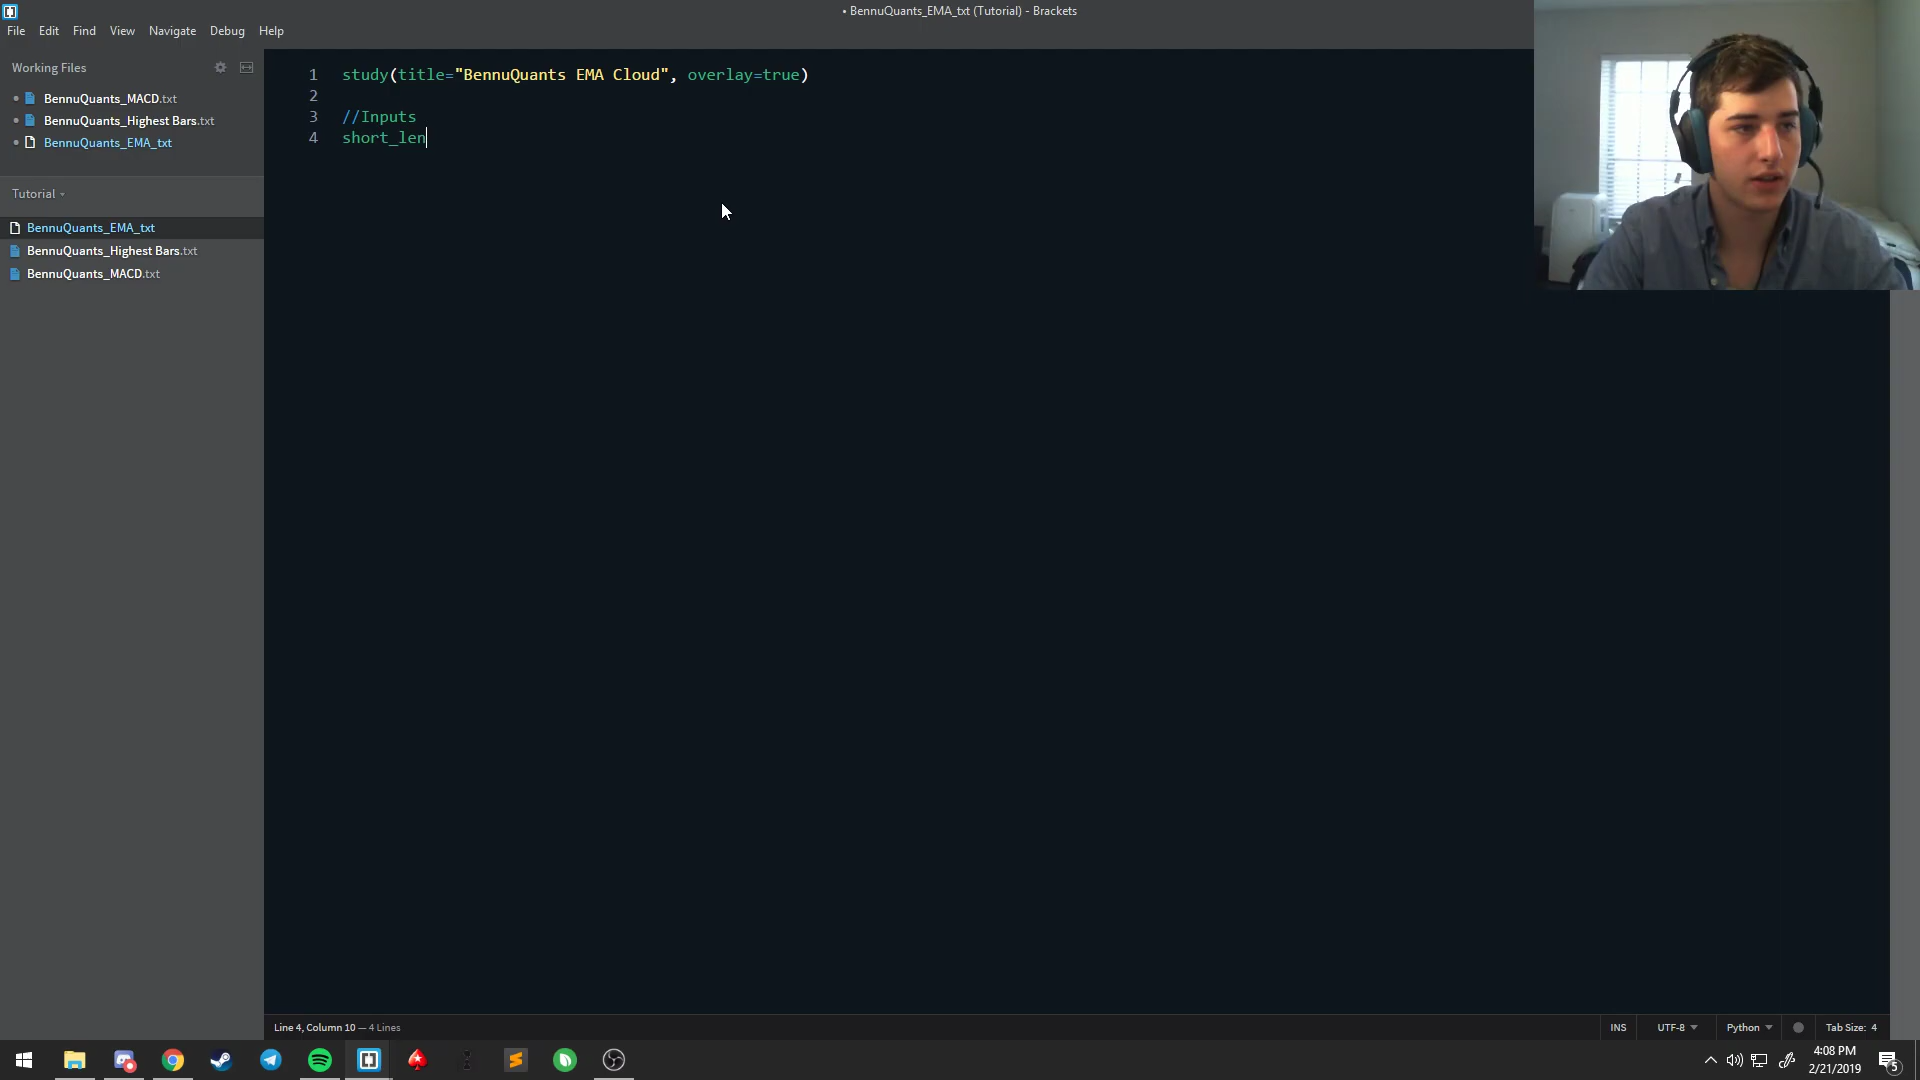 • BennuQuants_EMA_txt (Tutorial) - Brackets
File Edit Find View Navigate Debug Help
Working Files
BennuQuants_MACD.txt
BennuQuants_Highest Bars.txt
BennuQuants_EMA_txt
Tutorial
BennuQuants_EMA_txt
BennuQuants_Highest Bars.txt
BennuQuants_MACD.txt
1 study(title="BennuQuants EMA Cloud", overlay=true)
2
3 //Inputs
4 short_len
Line 4, Column 10 — 4 Lines
INS UTF-8 Python Tab Size: 4
4:08 PM
2/21/2019
5